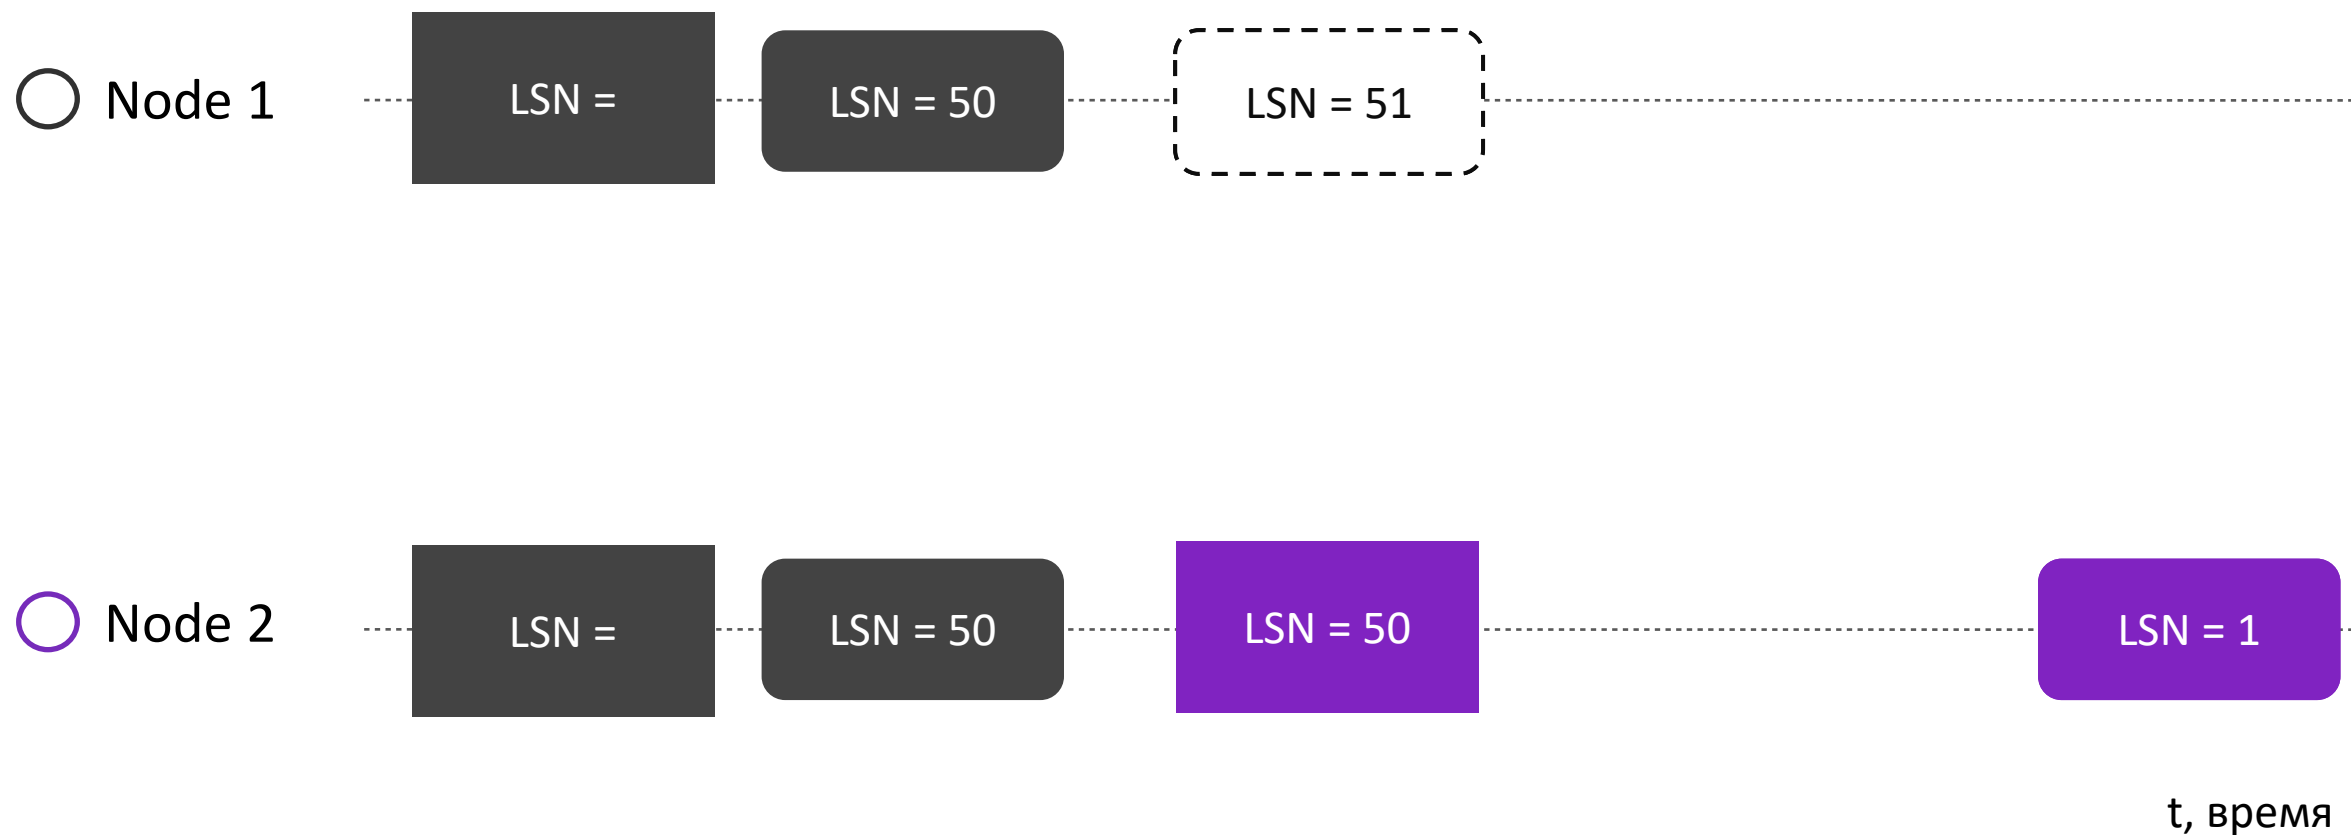 Node 1
LSN =
LSN = 50
LSN = 51
Node 2
LSN =
LSN = 50
LSN = 50
LSN = 1
t, время